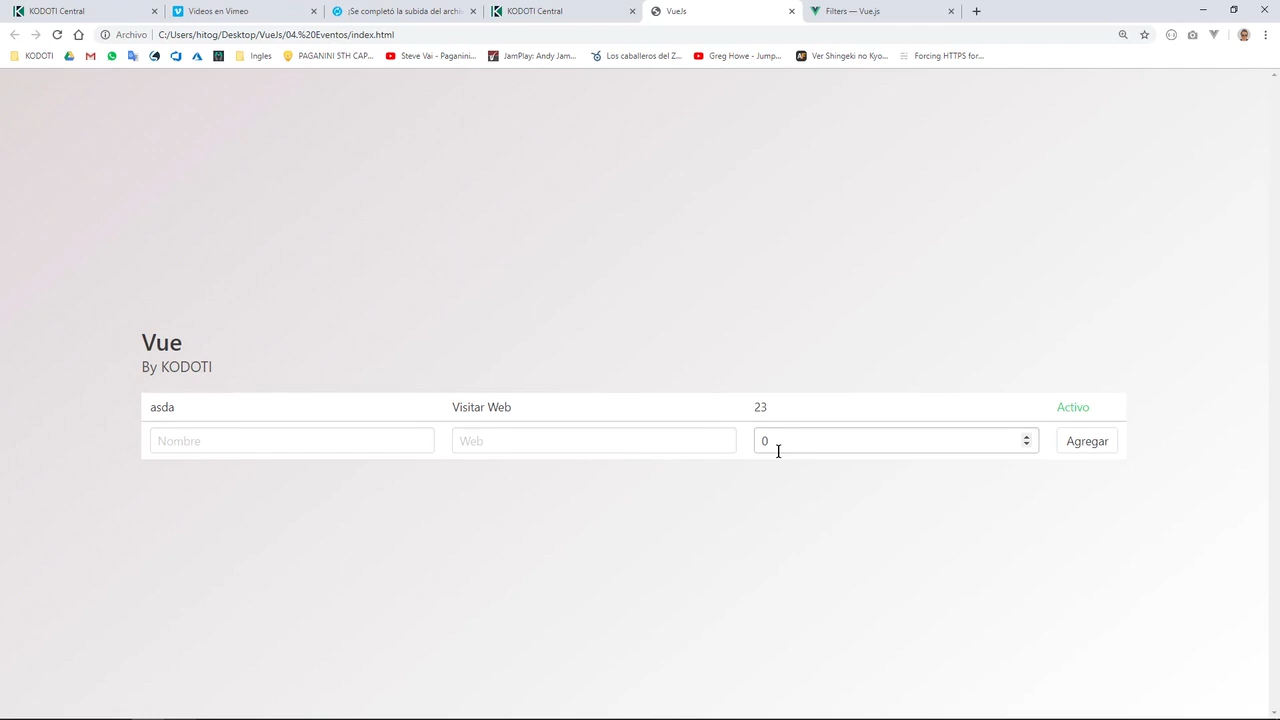 KODOTI Central
Videos en Vimeo
¡Se completó la subida del archi
KODOTI Central
VueJs
Filters — Vue.js
Archivo
C:/Users/hitog/Desktop/VueJs/04.%20Eventos/index.html
KODOTI
Ingles
PAGANINI 5TH CAP...
Steve Vai - Paganini...
JamPlay: Andy Jam...
Los caballeros del Z...
Greg Howe - Jump...
Ver Shingeki no Kyo...
Forcing HTTPS for...
Vue
By KODOTI
asda
Visitar Web
23
Activo
Nombre
Web
0
Agregar